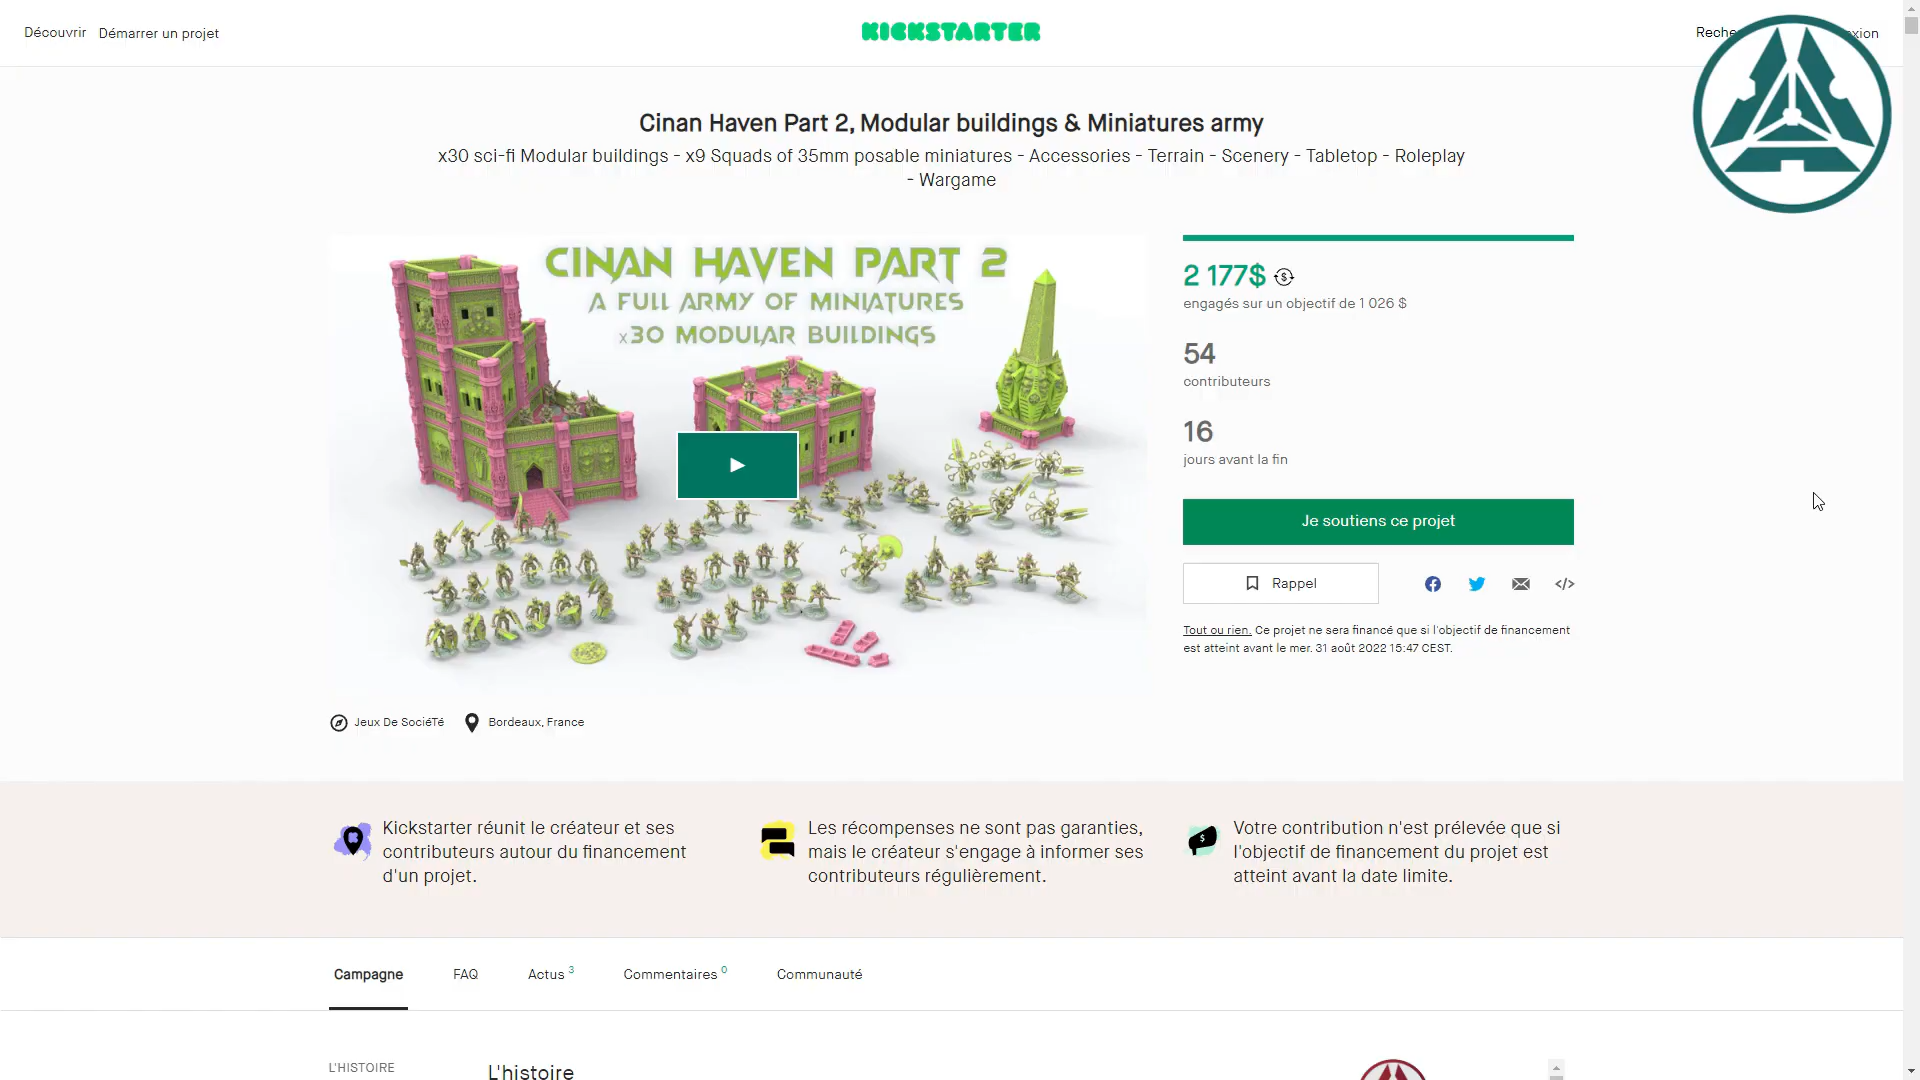 Découvrir Démarrer un projet
KICKSTARTER
Cinan Haven Part 2, Modular buildings & Miniatures army
x30 sci-fi Modular buildings - x9 Squads of 35mm posable miniatures - Accessories - Terrain - Scenery - Tabletop - Roleplay
- Wargame
CINAN HAVEN PART 2
A FULL ARMY OF MINIATURES
x30 MODULAR BUILDINGS
2 177$
engagés sur un objectif de 1 026 $
54
contributeurs
16
jours avant la fin
Je soutiens ce projet
Rappel
Tout ou rien. Ce projet ne sera financé que si l'objectif de financement
est atteint avant le mer. 31 août 2022 15:47 CEST.
Jeux De SociéTé Bordeaux, France
Kickstarter réunit le créateur et ses
contributeurs autour du financement
d'un projet.
Les récompenses ne sont pas garanties,
mais le créateur s'engage à informer ses
contributeurs régulièrement.
Votre contribution n'est prélevée que si
l'objectif de financement du projet est
atteint avant la date limite.
Campagne FAQ Actus 3 Commentaires 0 Communauté
L'HISTOIRE
L'histoire